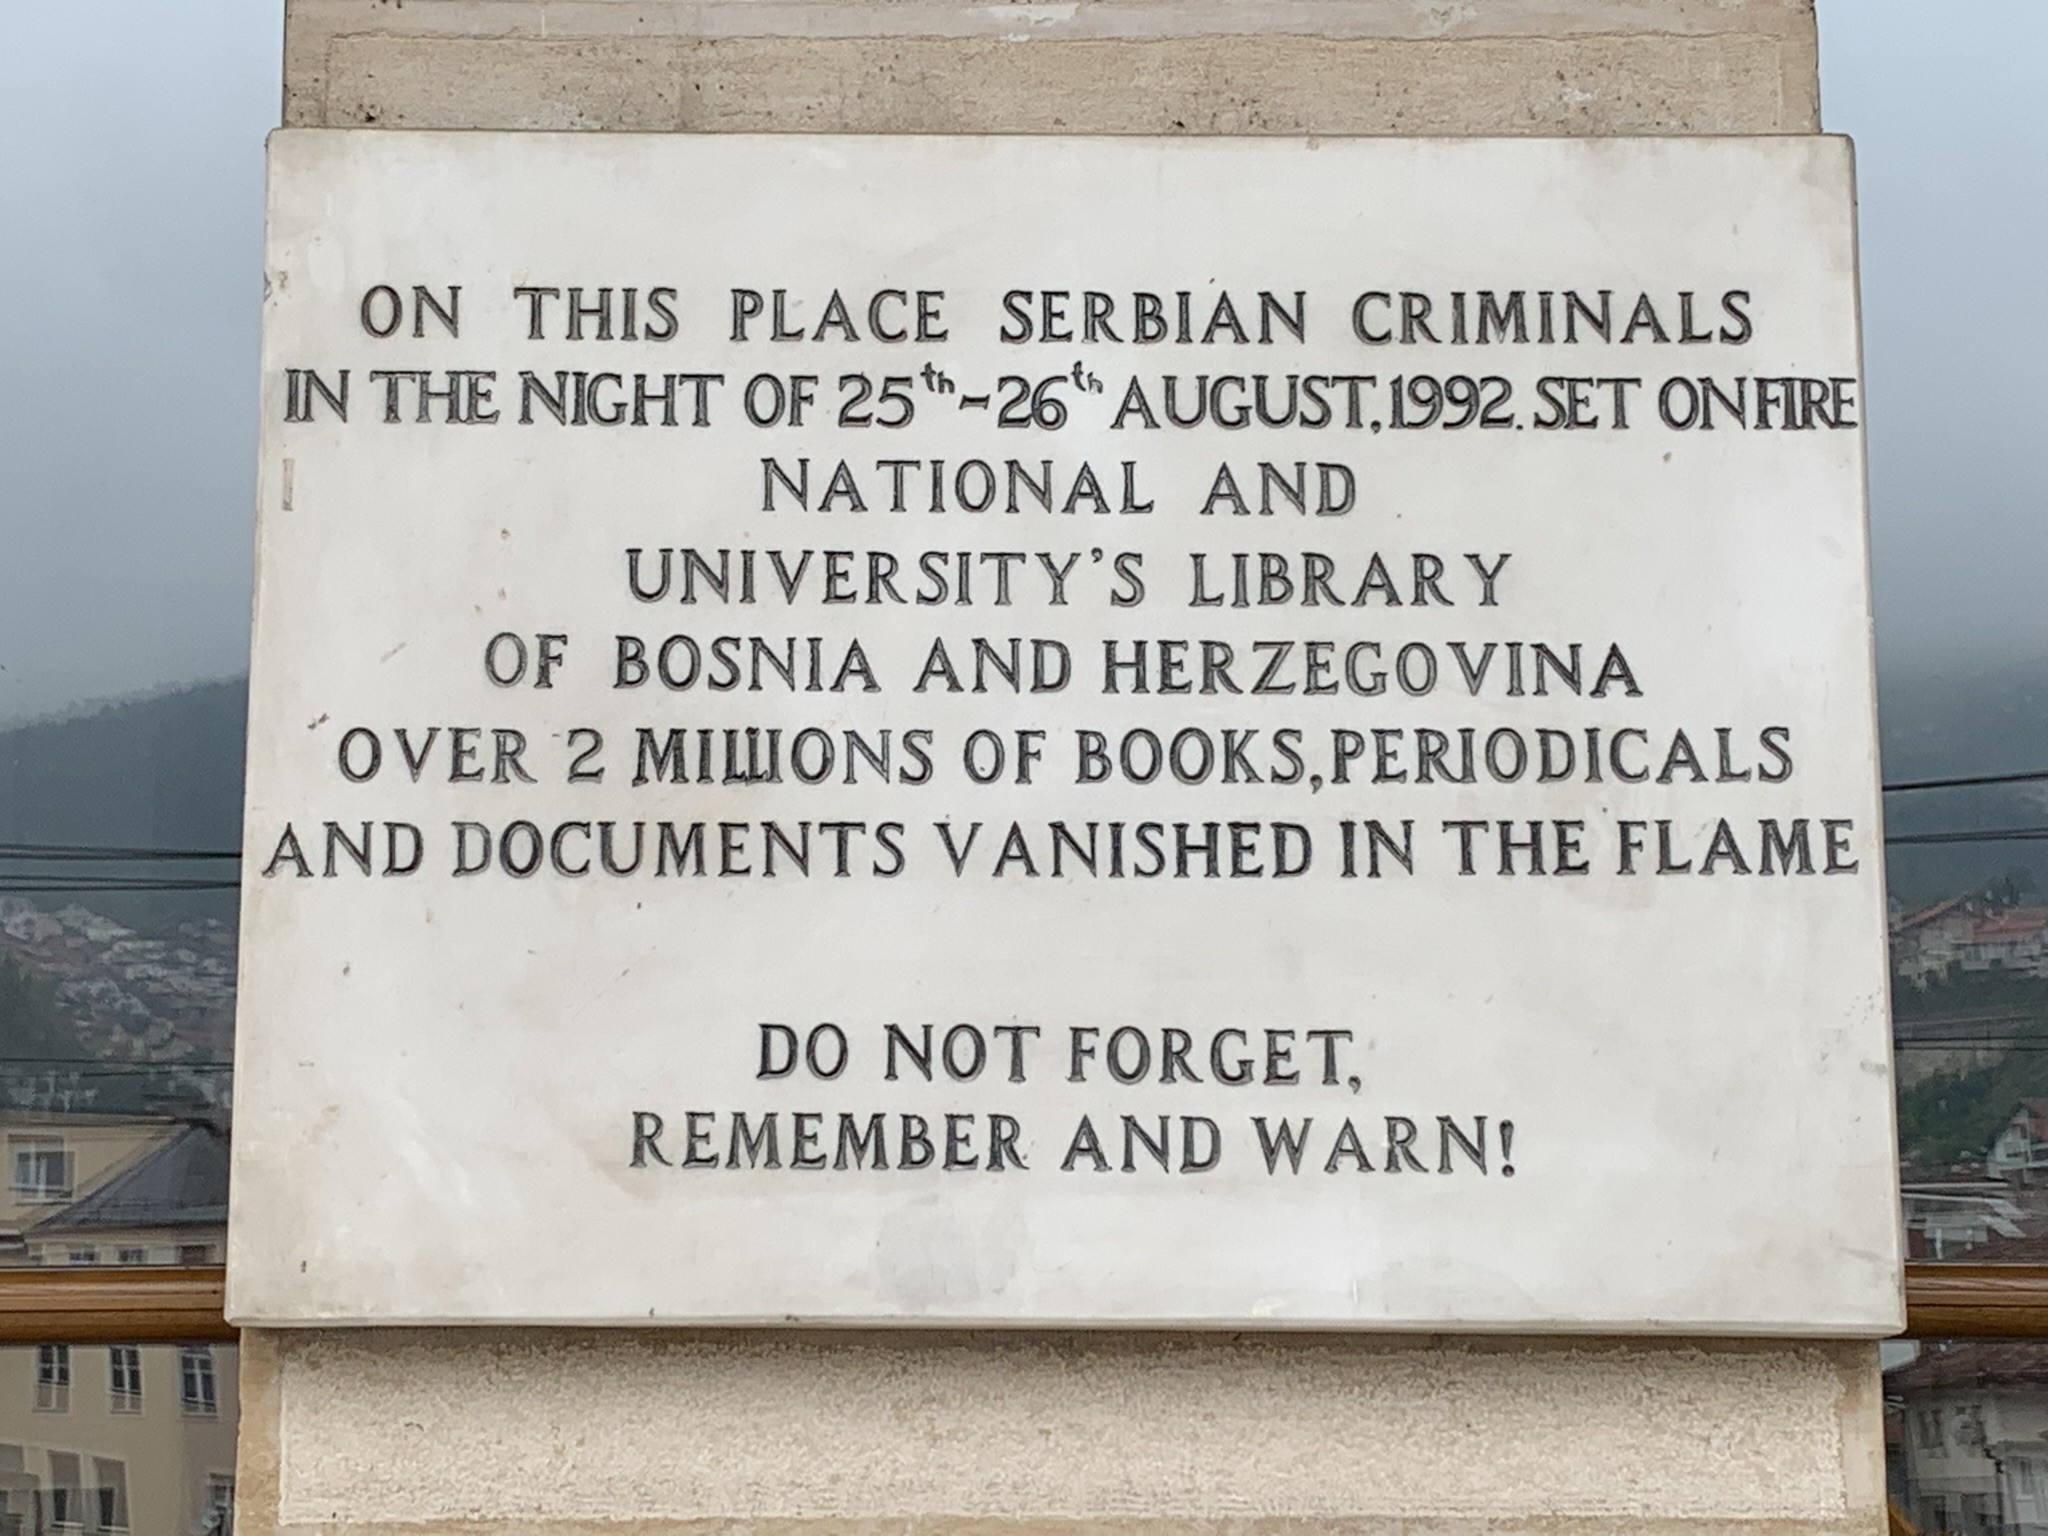 ON THIS PLACE SERBIAN CRIMINALS
IN THE NIGHT OF 25th-26th AUGUST, 1992. SET ON FIRE
NATIONAL AND
UNIVERSITY'S LIBRARY
OF BOSNIA AND HERZEGOVINA
OVER 2 MILLIONS OF BOOKS, PERIODICALS
AND DOCUMENTS VANISHED IN THE FLAME
DO NOT FORGET,
REMEMBER AND WARN!